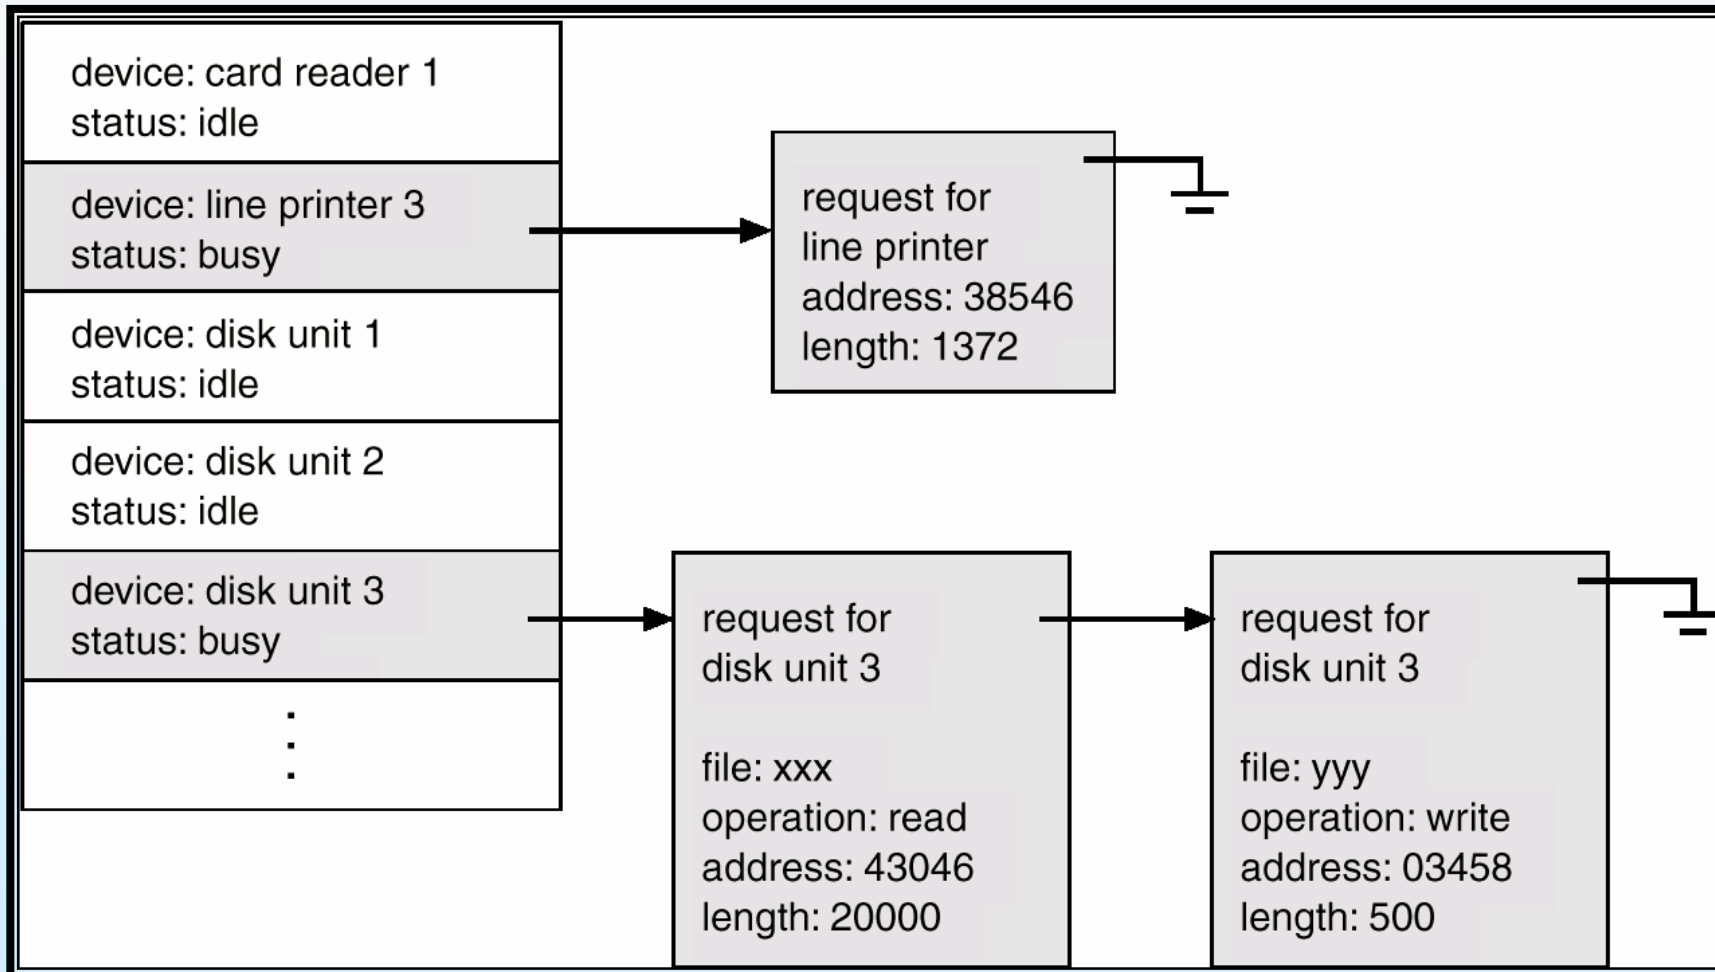 device: card reader 1
status: idle
device: line printer 3
status: busy
device: disk unit 1
status: idle
device: disk unit 2
status: idle
device: disk unit 3
status: busy
request for
line printer
address: 38546
length: 1372
request for
disk unit 3
file: xxx
operation: read
address: 43046
length: 20000
request for
disk unit 3
file: yyy
operation: write
address: 03458
length: 500